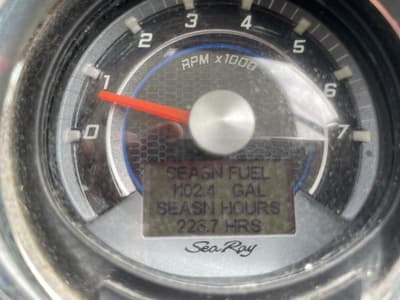 0 1 2 3 4 5 6 7
RPM x1000
SEASN FUEL
1102.4 GAL
SEASN HOURS
226.7 HRS
Sea Ray